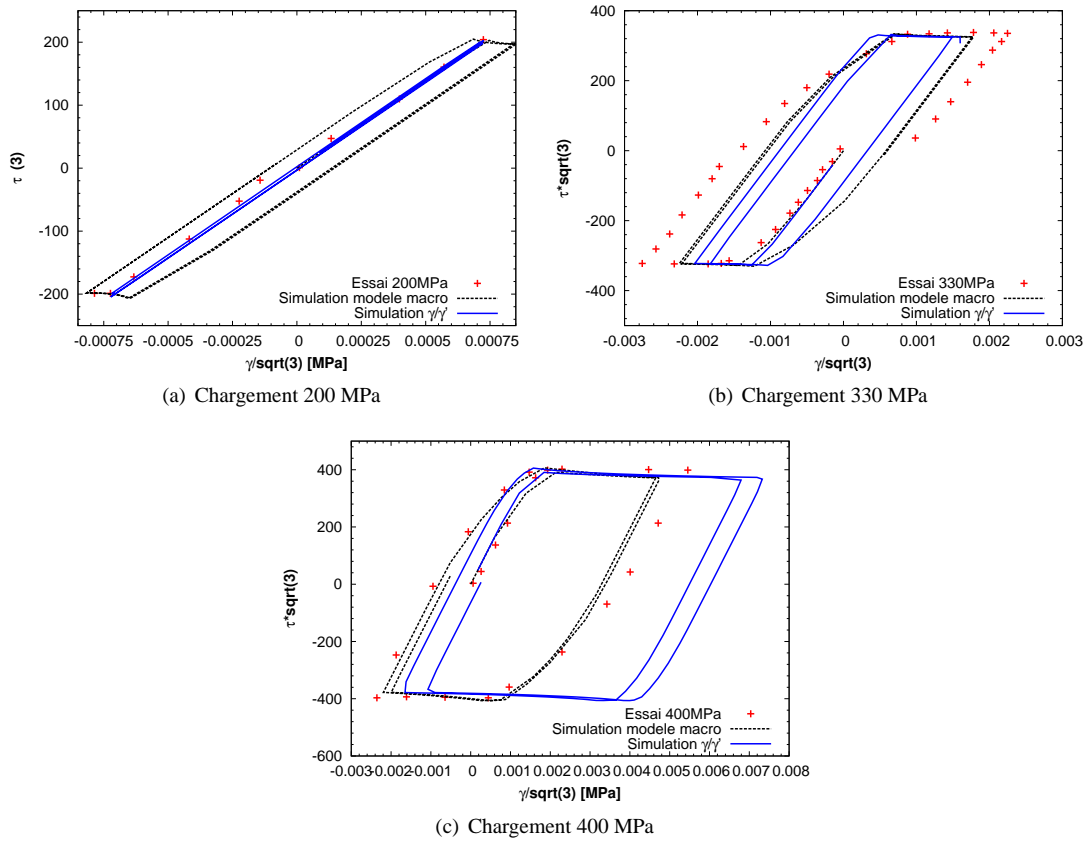 200
100
0
-100
-200
τ (3)
Essai 200MPa
Simulation modele macro
Simulation γ/γ'
-0.00075 -0.0005 -0.00025 0 0.00025 0.0005 0.00075
γ/sqrt(3) [MPa]
(a) Chargement 200 MPa
400
200
0
-200
-400
τ*sqrt(3)
Essai 330MPa
Simulation modele macro
Simulation γ/γ'
-0.003 -0.002 -0.001 0 0.001 0.002 0.003
γ/sqrt(3)
(b) Chargement 330 MPa
400
200
0
-200
-400
-600
τ*sqrt(3)
Essai 400MPa
Simulation modele macro
Simulation γ/γ'
-0.003 -0.002 -0.001 0 0.001 0.002 0.003 0.004 0.005 0.006 0.007 0.008
γ/sqrt(3) [MPa]
(c) Chargement 400 MPa